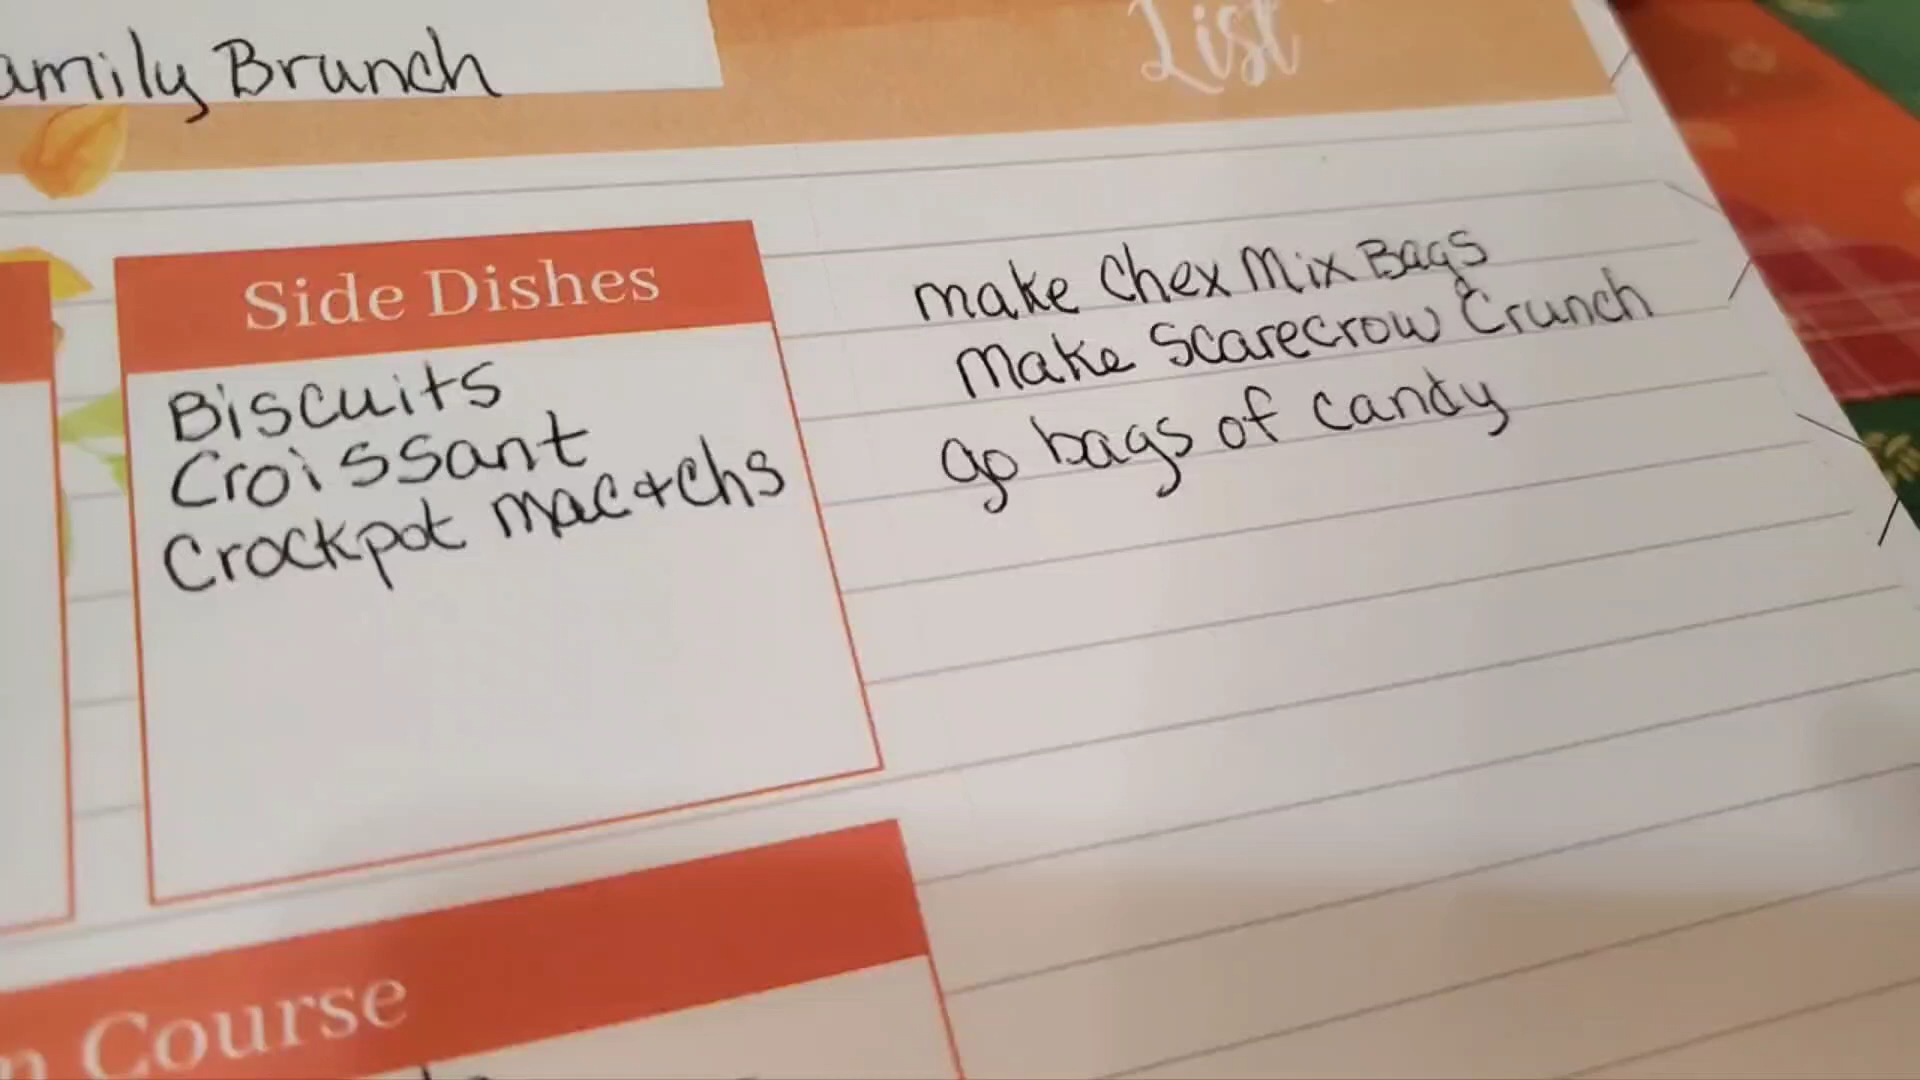 amily Brunch
List
Side Dishes
Biscuits
Croissant
Crockpot mac+chs
make Chex Mix Bags
Make Scarecrow Crunch
go bags of candy
n Course